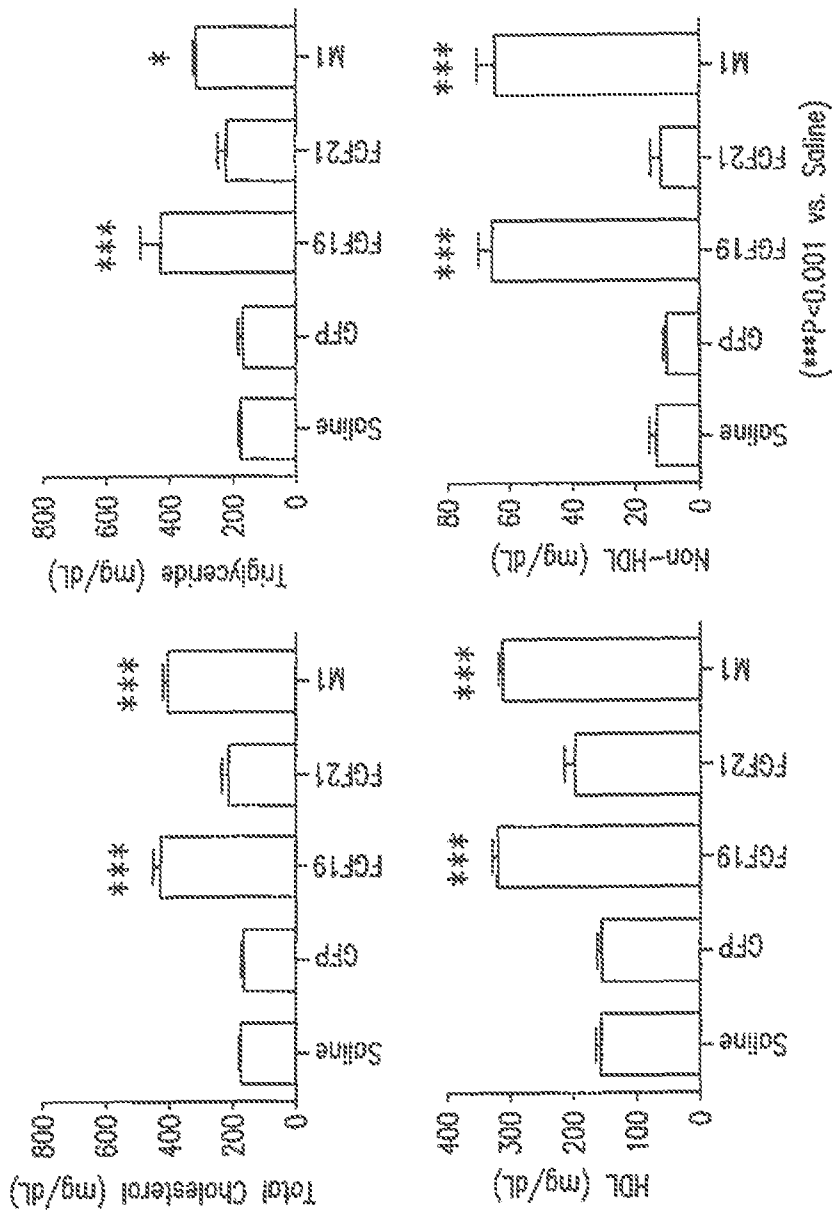 Total Cholesterol (mg/dL)
800
600
400
200
0
Saline
GFP
FGF19
FGF21
M1
***
***
Triglyceride (mg/dL)
800
600
400
200
0
Saline
GFP
FGF19
FGF21
M1
***
*
HDL (mg/dL)
400
300
200
100
0
Saline
GFP
FGF19
FGF21
M1
***
***
Non-HDL (mg/dL)
80
60
40
20
0
Saline
GFP
FGF19
FGF21
M1
***
***
(***P<0.001 vs. Saline)